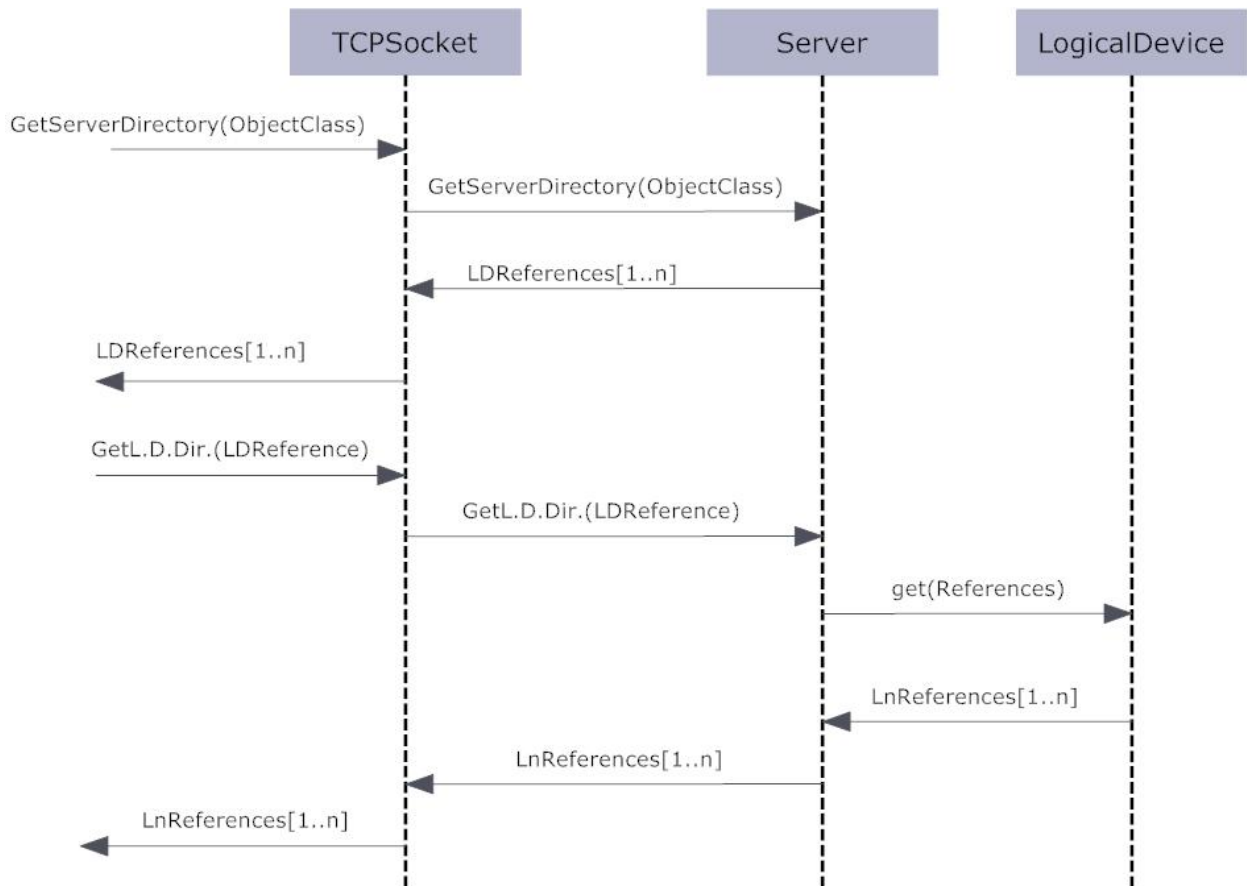 TCPSocket
Server
LogicalDevice
GetServerDirectory(ObjectClass)
GetServerDirectory(ObjectClass)
LDReferences[1..n]
LDReferences[1..n]
GetL.D.Dir.(LDReference)
GetL.D.Dir.(LDReference)
get(References)
LnReferences[1..n]
LnReferences[1..n]
LnReferences[1..n]